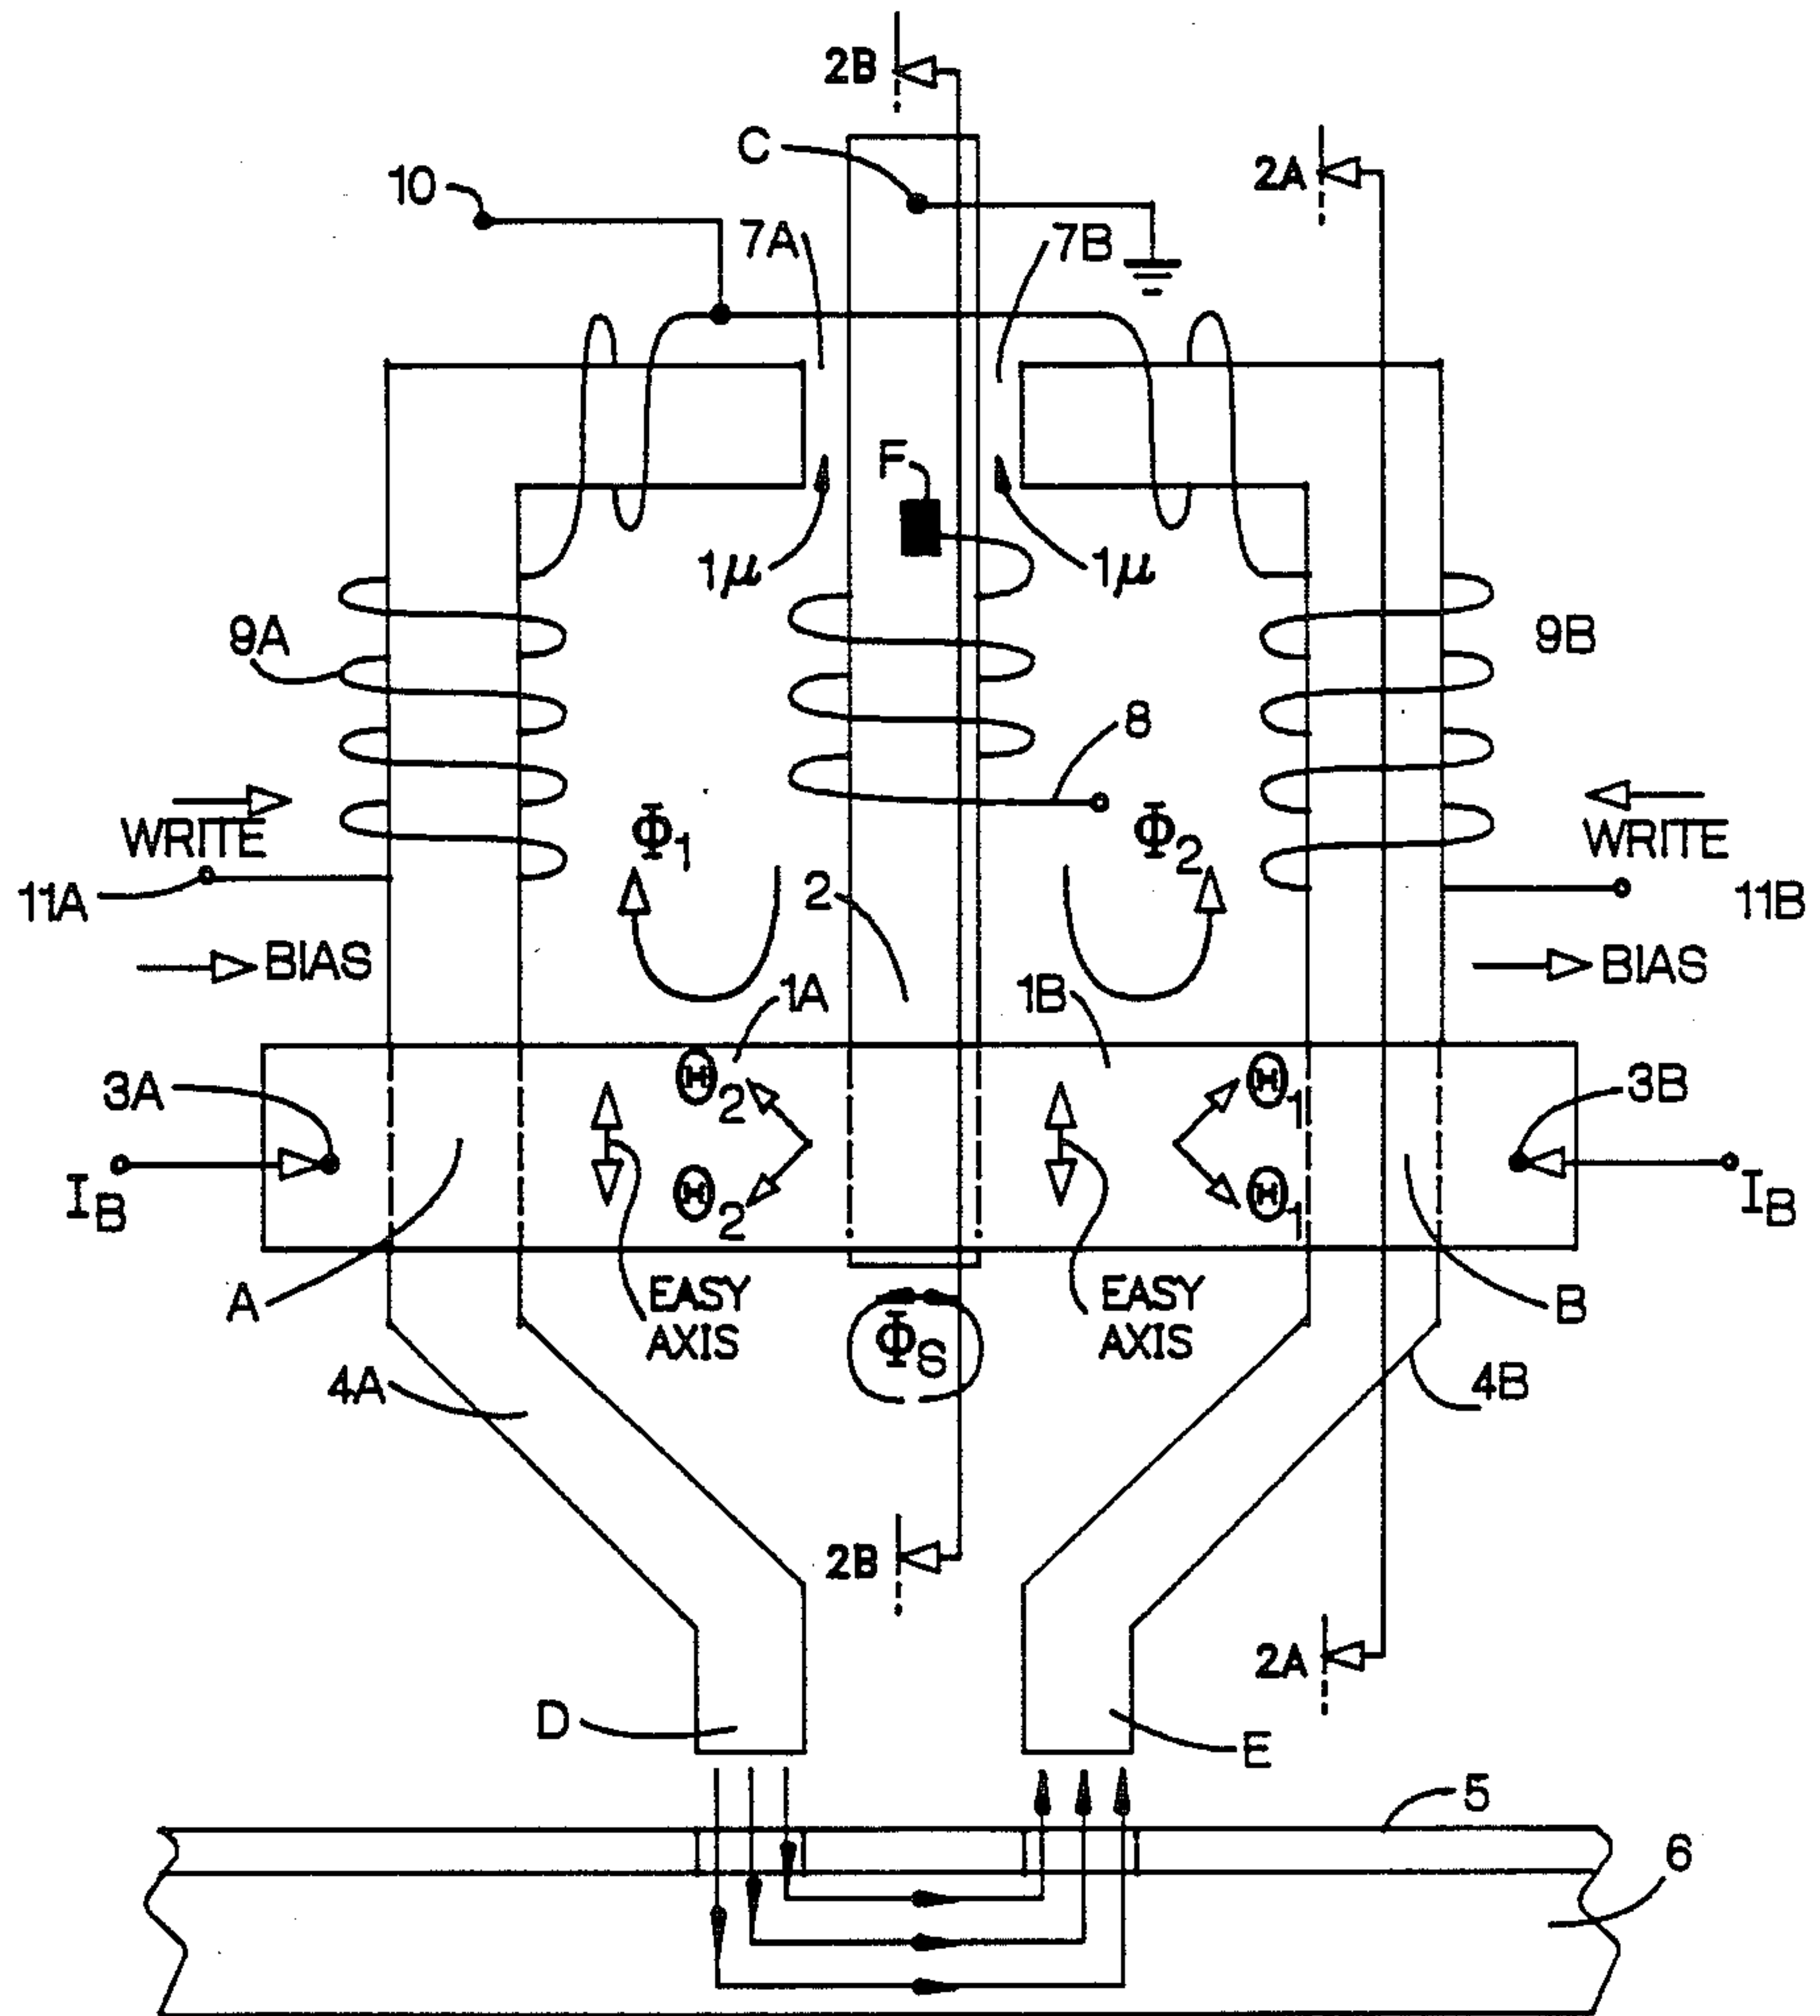 2B
C
2A
10
7A
7B
F
1μ
1μ
9A
9B
8
Φ1
Φ2
WRITE
WRITE
11A
2
11B
BIAS
BIAS
1A
1B
3A
Θ2
Θ1
3B
IB
Θ2
Θ1
IB
A
EASY
AXIS
ΦS
EASY
AXIS
B
4A
4B
2B
2A
D
E
5
6